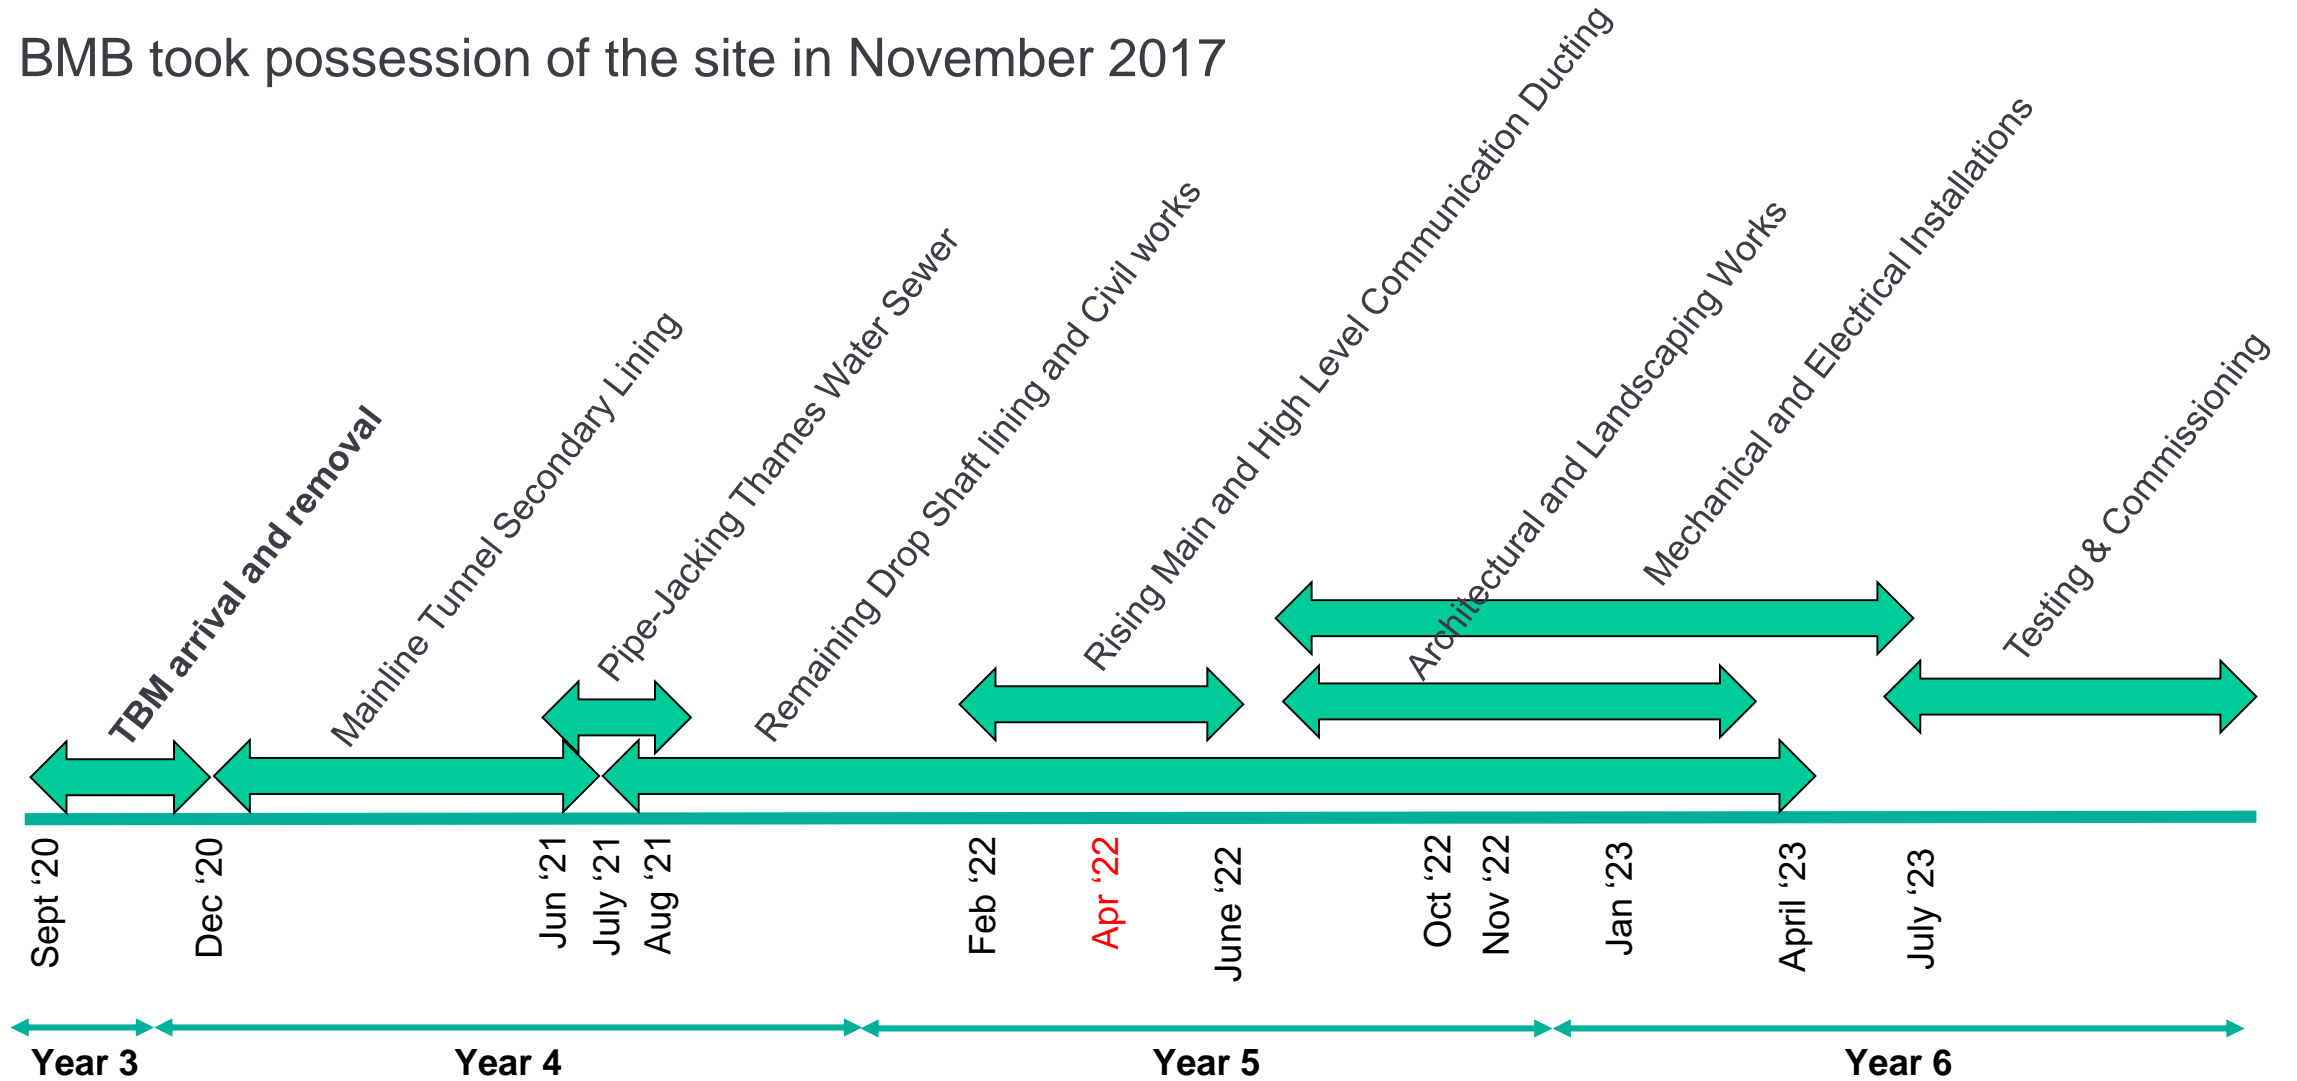 BMB took possession of the site in November 2017
TBM arrival and removal
Mainline Tunnel Secondary Lining
Pipe-Jacking Thames Water Sewer
Remaining Drop Shaft lining and Civil works
Rising Main and High Level Communication Ducting
Architectural and Landscaping Works
Mechanical and Electrical Installations
Testing & Commissioning
Sept ‘20
Dec ‘20
Jun ‘21
July ‘21
Aug ‘21
Feb ‘22
Apr ‘22
June ‘22
Oct ‘22
Nov ‘22
Jan ‘23
April ‘23
July ‘23
Year 3
Year 4
Year 5
Year 6